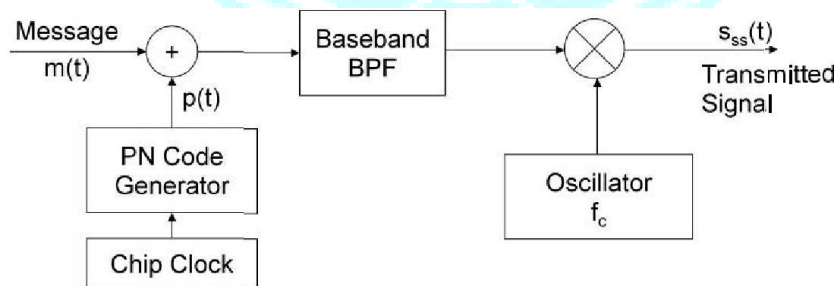 Message
m(t)
+
p(t)
PN Code
Generator
Chip Clock
Baseband
BPF
Oscillator
f_c
s_ss(t)
Transmitted
Signal